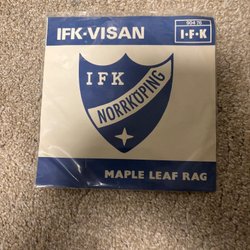 IFK-VISAN
I·F·K
IFK
NORRKÖPING
MAPLE LEAF RAG